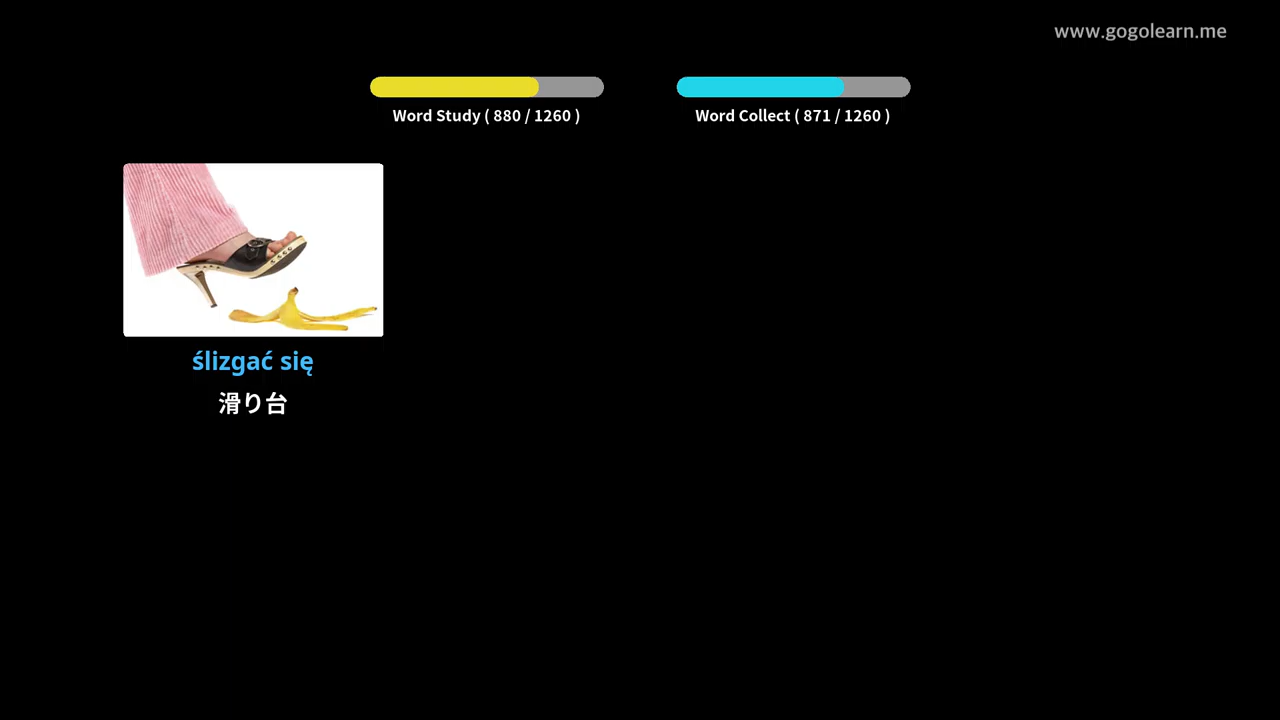 www.gogolearn.me
Word Study ( 880 / 1260 )
Word Collect ( 871 / 1260 )
ślizgać się
滑り台